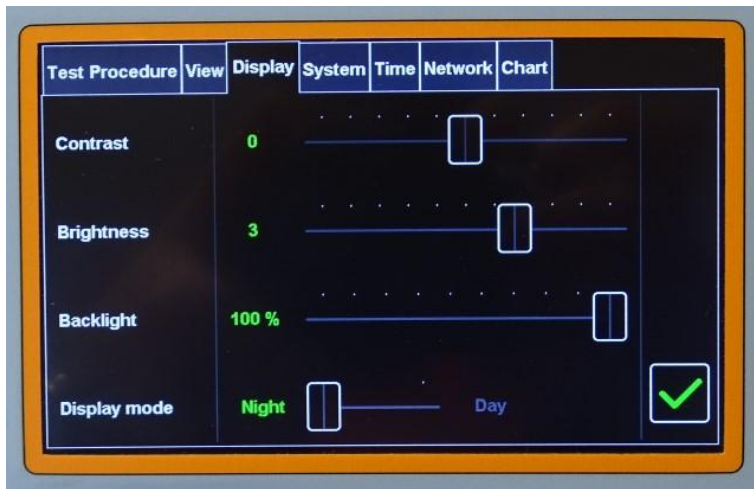 Test Procedure View Display System Time Network Chart
Contrast 0
Brightness 3
Backlight 100 %
Display mode Night Day